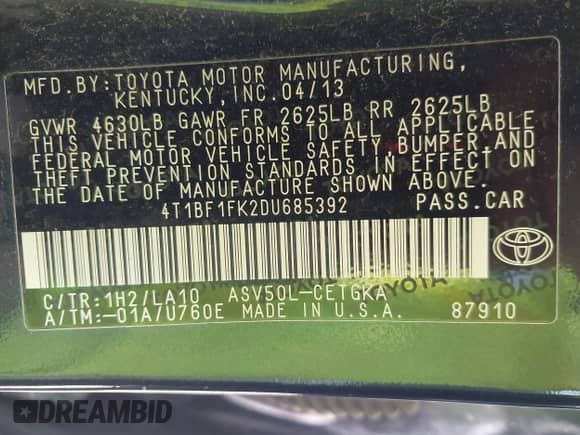 MFD.BY:TOYOTA MOTOR MANUFACTURING,
KENTUCKY,INC.04/13
GVWR 4630LB GAWR FR 2625LB RR 2625LB
THIS VEHICLE CONFORMS TO ALL APPLICABLE
FEDERAL MOTOR VEHICLE SAFETY,BUMPER,AND
THEFT PREVENTION STANDARDS IN EFFECT ON
THE DATE OF MANUFACTURE SHOWN ABOVE.
4T1BF1FK2DU685392 PASS.CAR
C/TR:1H2/LA10 ASV50L-CETGKA
A/TM:-01A/U760E MADE IN U.S.A. 87910
TOYOTA
DREAMBID